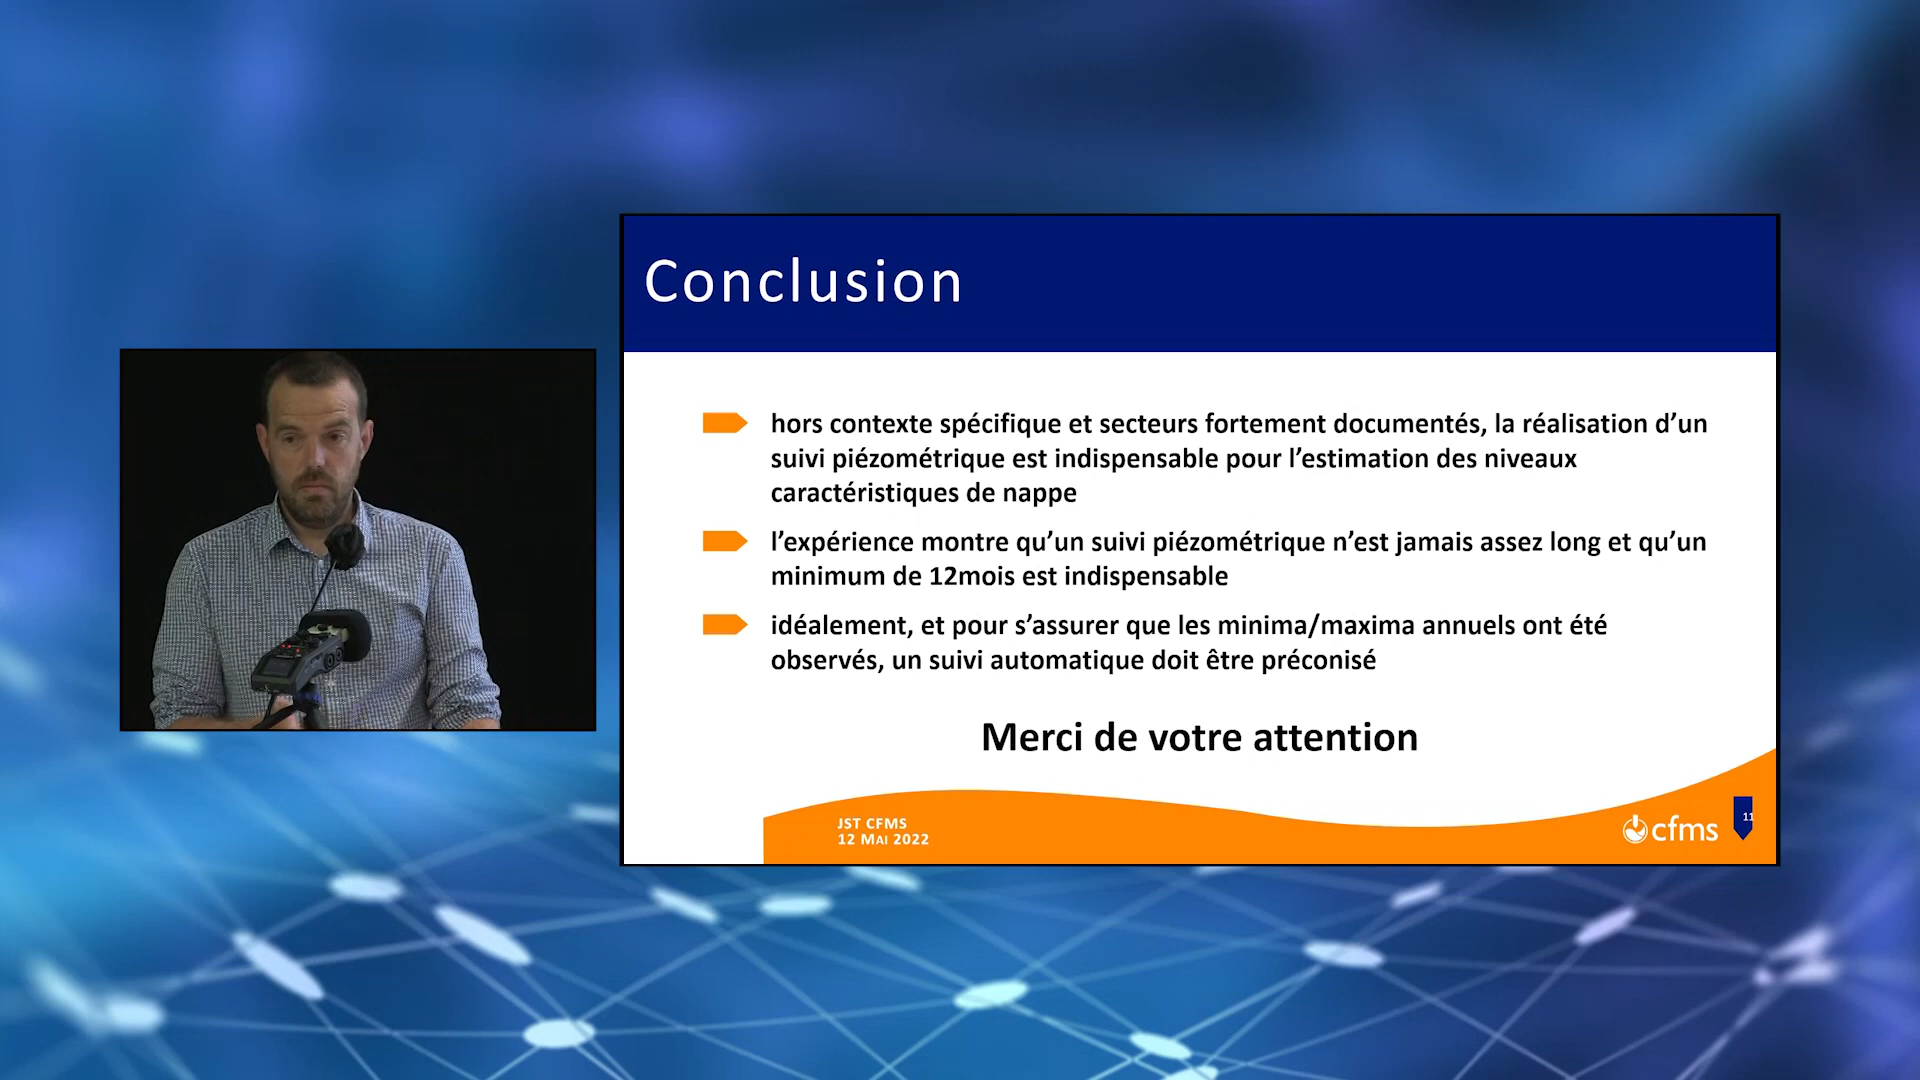 Conclusion
hors contexte spécifique et secteurs fortement documentés, la réalisation d’un
suivi piézométrique est indispensable pour l’estimation des niveaux
caractéristiques de nappe
l’expérience montre qu’un suivi piézométrique n’est jamais assez long et qu’un
minimum de 12mois est indispensable
idéalement, et pour s’assurer que les minima/maxima annuels ont été
observés, un suivi automatique doit être préconisé
Merci de votre attention
JST CFMS
12 MAI 2022
cfms
11